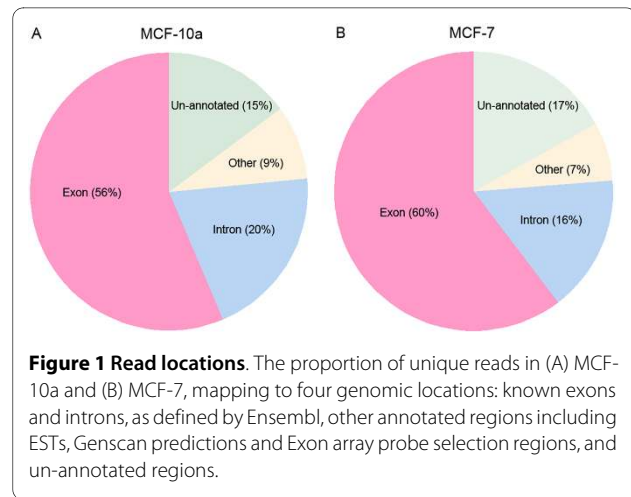 A
MCF-10a
Un-annotated (15%)
Other (9%)
Exon (56%)
Intron (20%)
B
MCF-7
Un-annotated (17%)
Other (7%)
Exon (60%)
Intron (16%)
Figure 1 Read locations. The proportion of unique reads in (A) MCF-
10a and (B) MCF-7, mapping to four genomic locations: known exons
and introns, as defined by Ensembl, other annotated regions including
ESTs, Genscan predictions and Exon array probe selection regions, and
un-annotated regions.